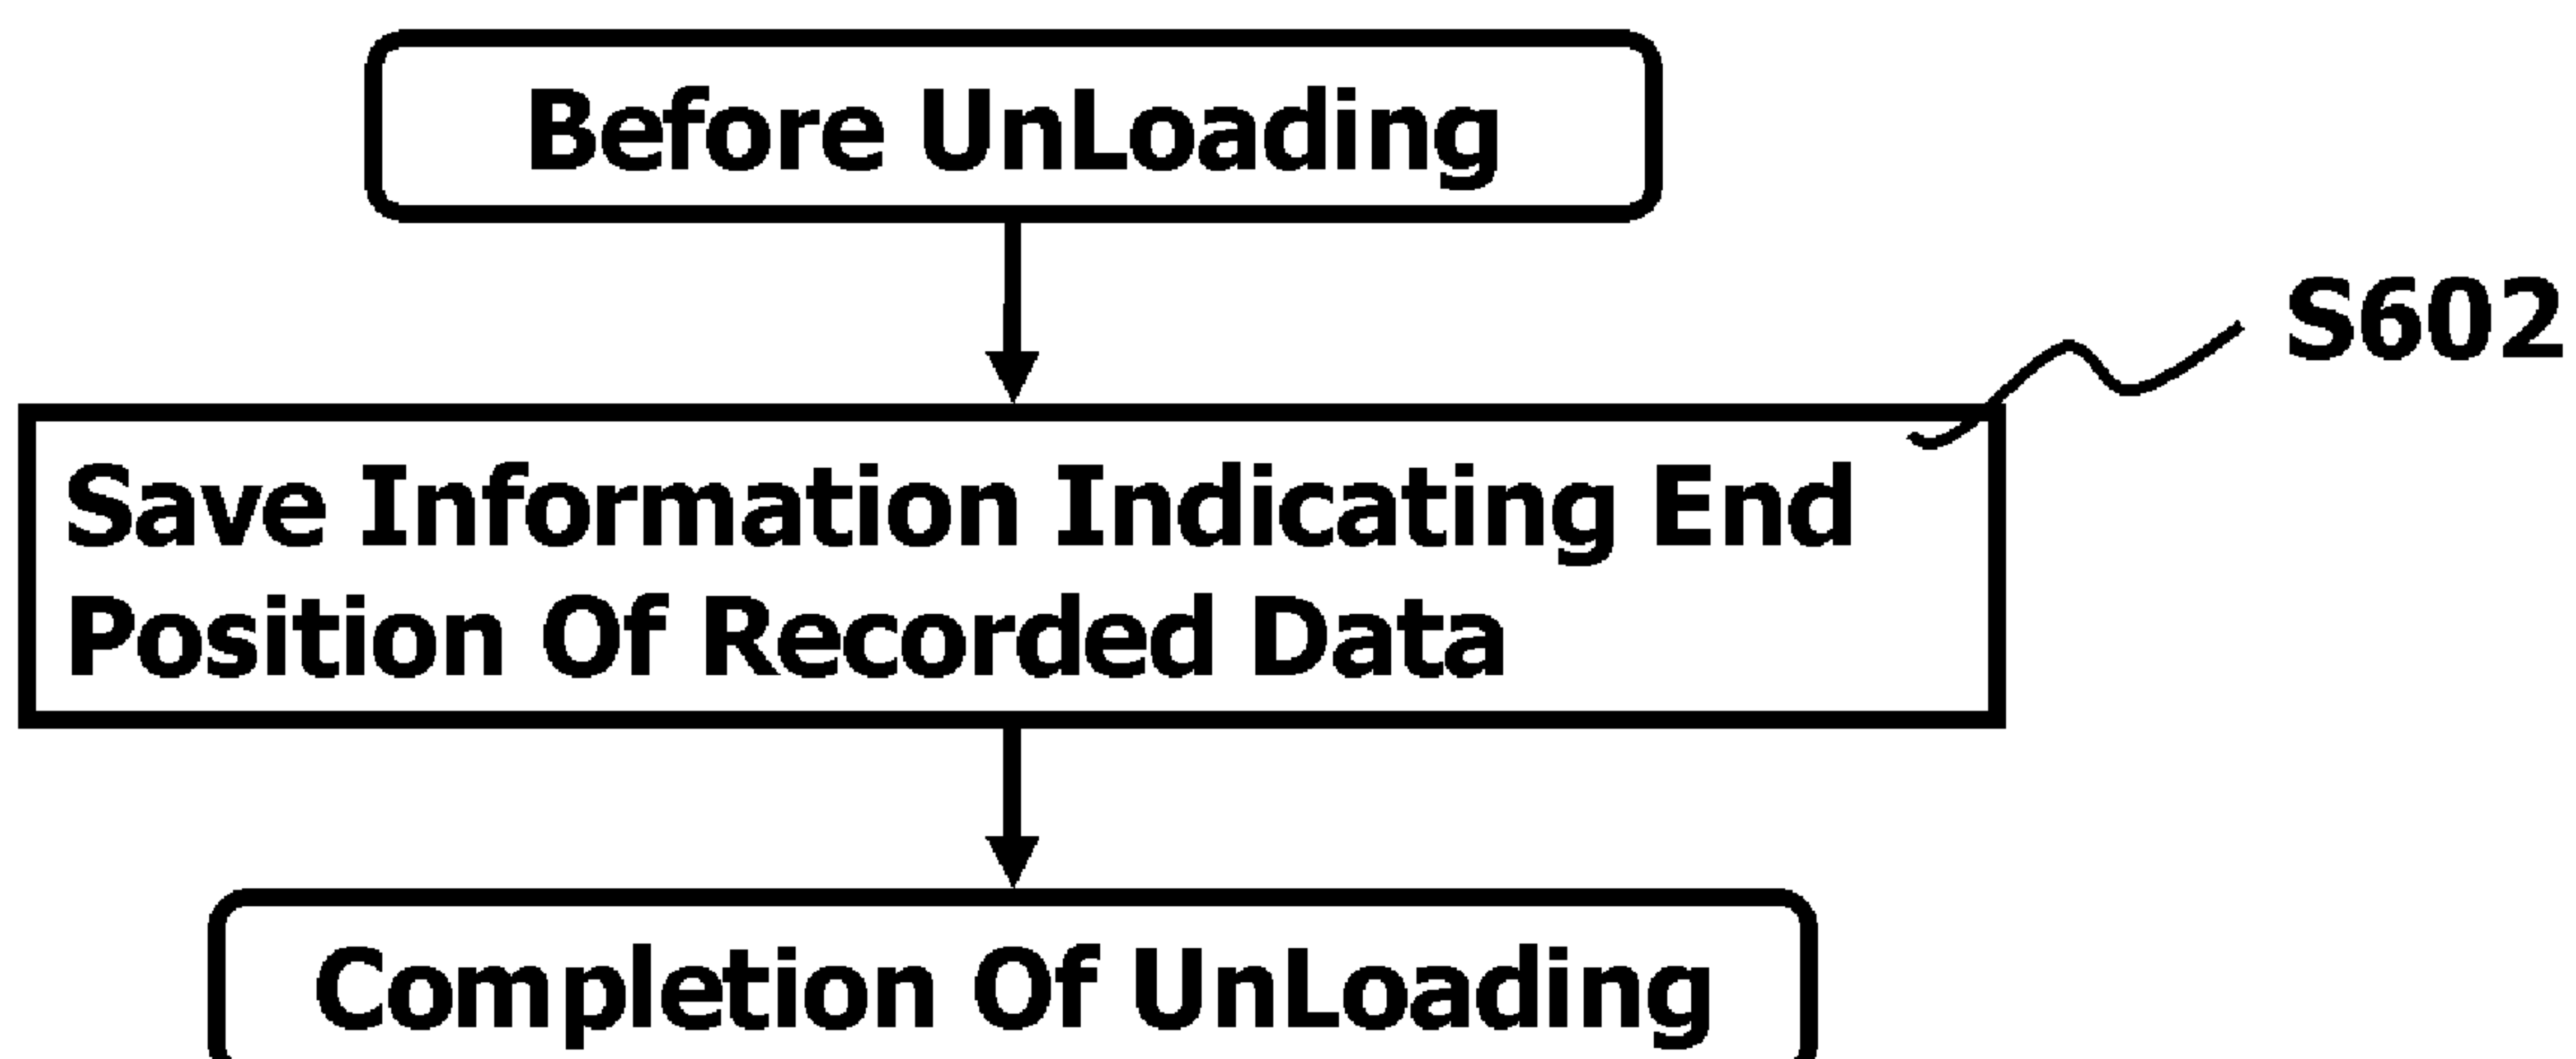 Before UnLoading
S602
Save Information Indicating End
Position Of Recorded Data
Completion Of UnLoading